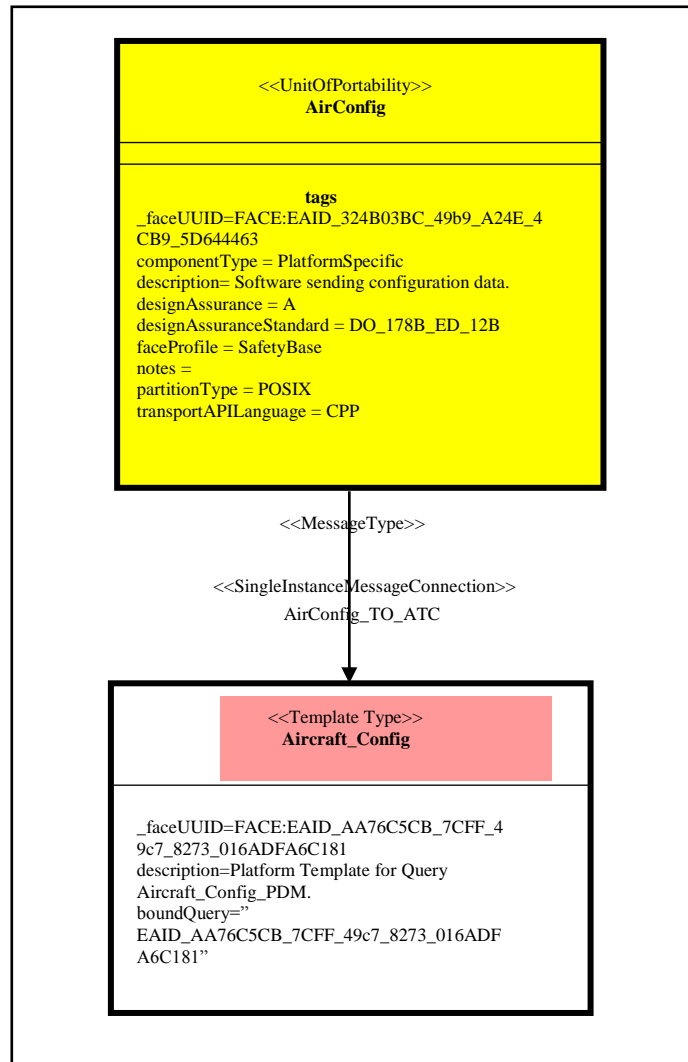 <<UnitOfPortability>>
AirConfig
tags
_faceUUID=FACE:EAID_324B03BC_49b9_A24E_4
CB9_5D644463
componentType = PlatformSpecific
description= Software sending configuration data.
designAssurance = A
designAssuranceStandard = DO_178B_ED_12B
faceProfile = SafetyBase
notes =
partitionType = POSIX
transportAPILanguage = CPP
<<MessageType>>
<<SingleInstanceMessageConnection>>
AirConfig_TO_ATC
<<Template Type>>
Aircraft_Config
_faceUUID=FACE:EAID_AA76C5CB_7CFF_4
9c7_8273_016ADFA6C181
description=Platform Template for Query
Aircraft_Config_PDM.
boundQuery=”
EAID_AA76C5CB_7CFF_49c7_8273_016ADF
A6C181”